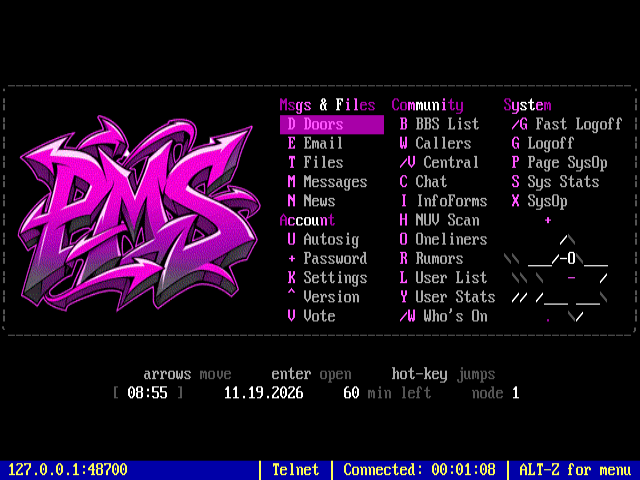 PMS
Msgs & Files
D Doors
E Email
T Files
M Messages
N News
Account
U Autosig
+ Password
K Settings
^ Version
V Vote
Community
B BBS List
W Callers
/V Central
C Chat
I InfoForms
H NUV Scan
O Oneliners
R Rumors
L User List
Y User Stats
/W Who's On
System
/G Fast Logoff
G Logoff
P Page SysOp
S Sys Stats
X SysOp
arrows move enter open hot-key jumps
[ 08:55 ] 11.19.2026 60 min left node 1
127.0.0.1:48700 | Telnet | Connected: 00:01:08 | ALT-Z for menu